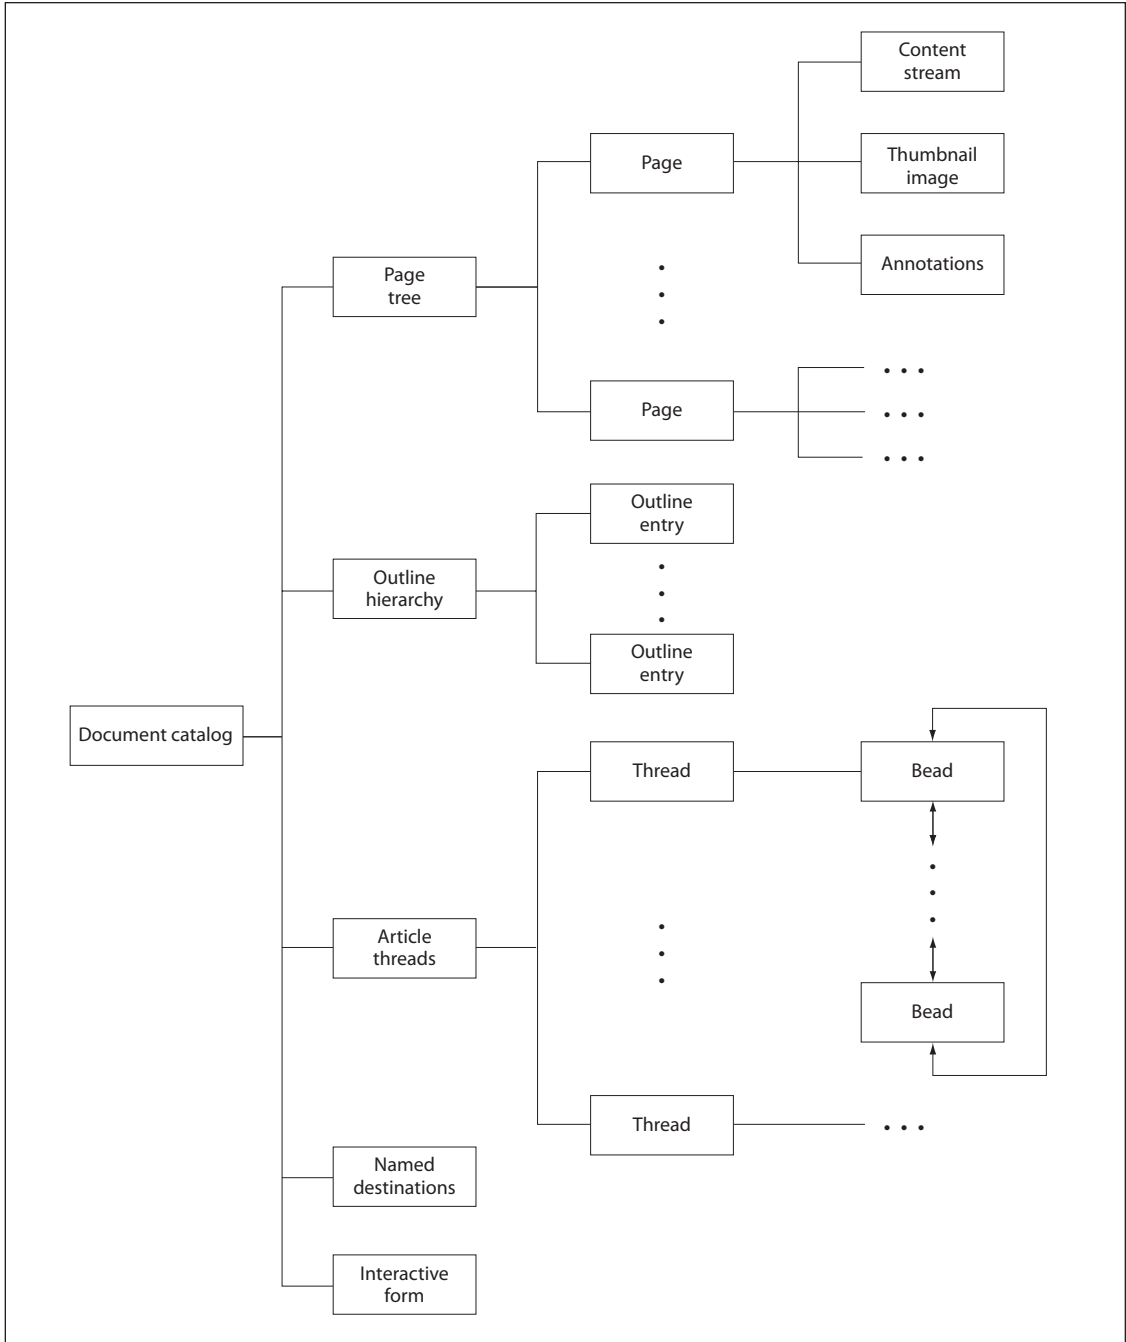 Content
stream
Page
Thumbnail
image
Annotations
Page
tree
Page
Outline
entry
Outline
hierarchy
Outline
entry
Document catalog
Thread
Bead
Article
threads
Bead
Thread
Named
destinations
Interactive
form